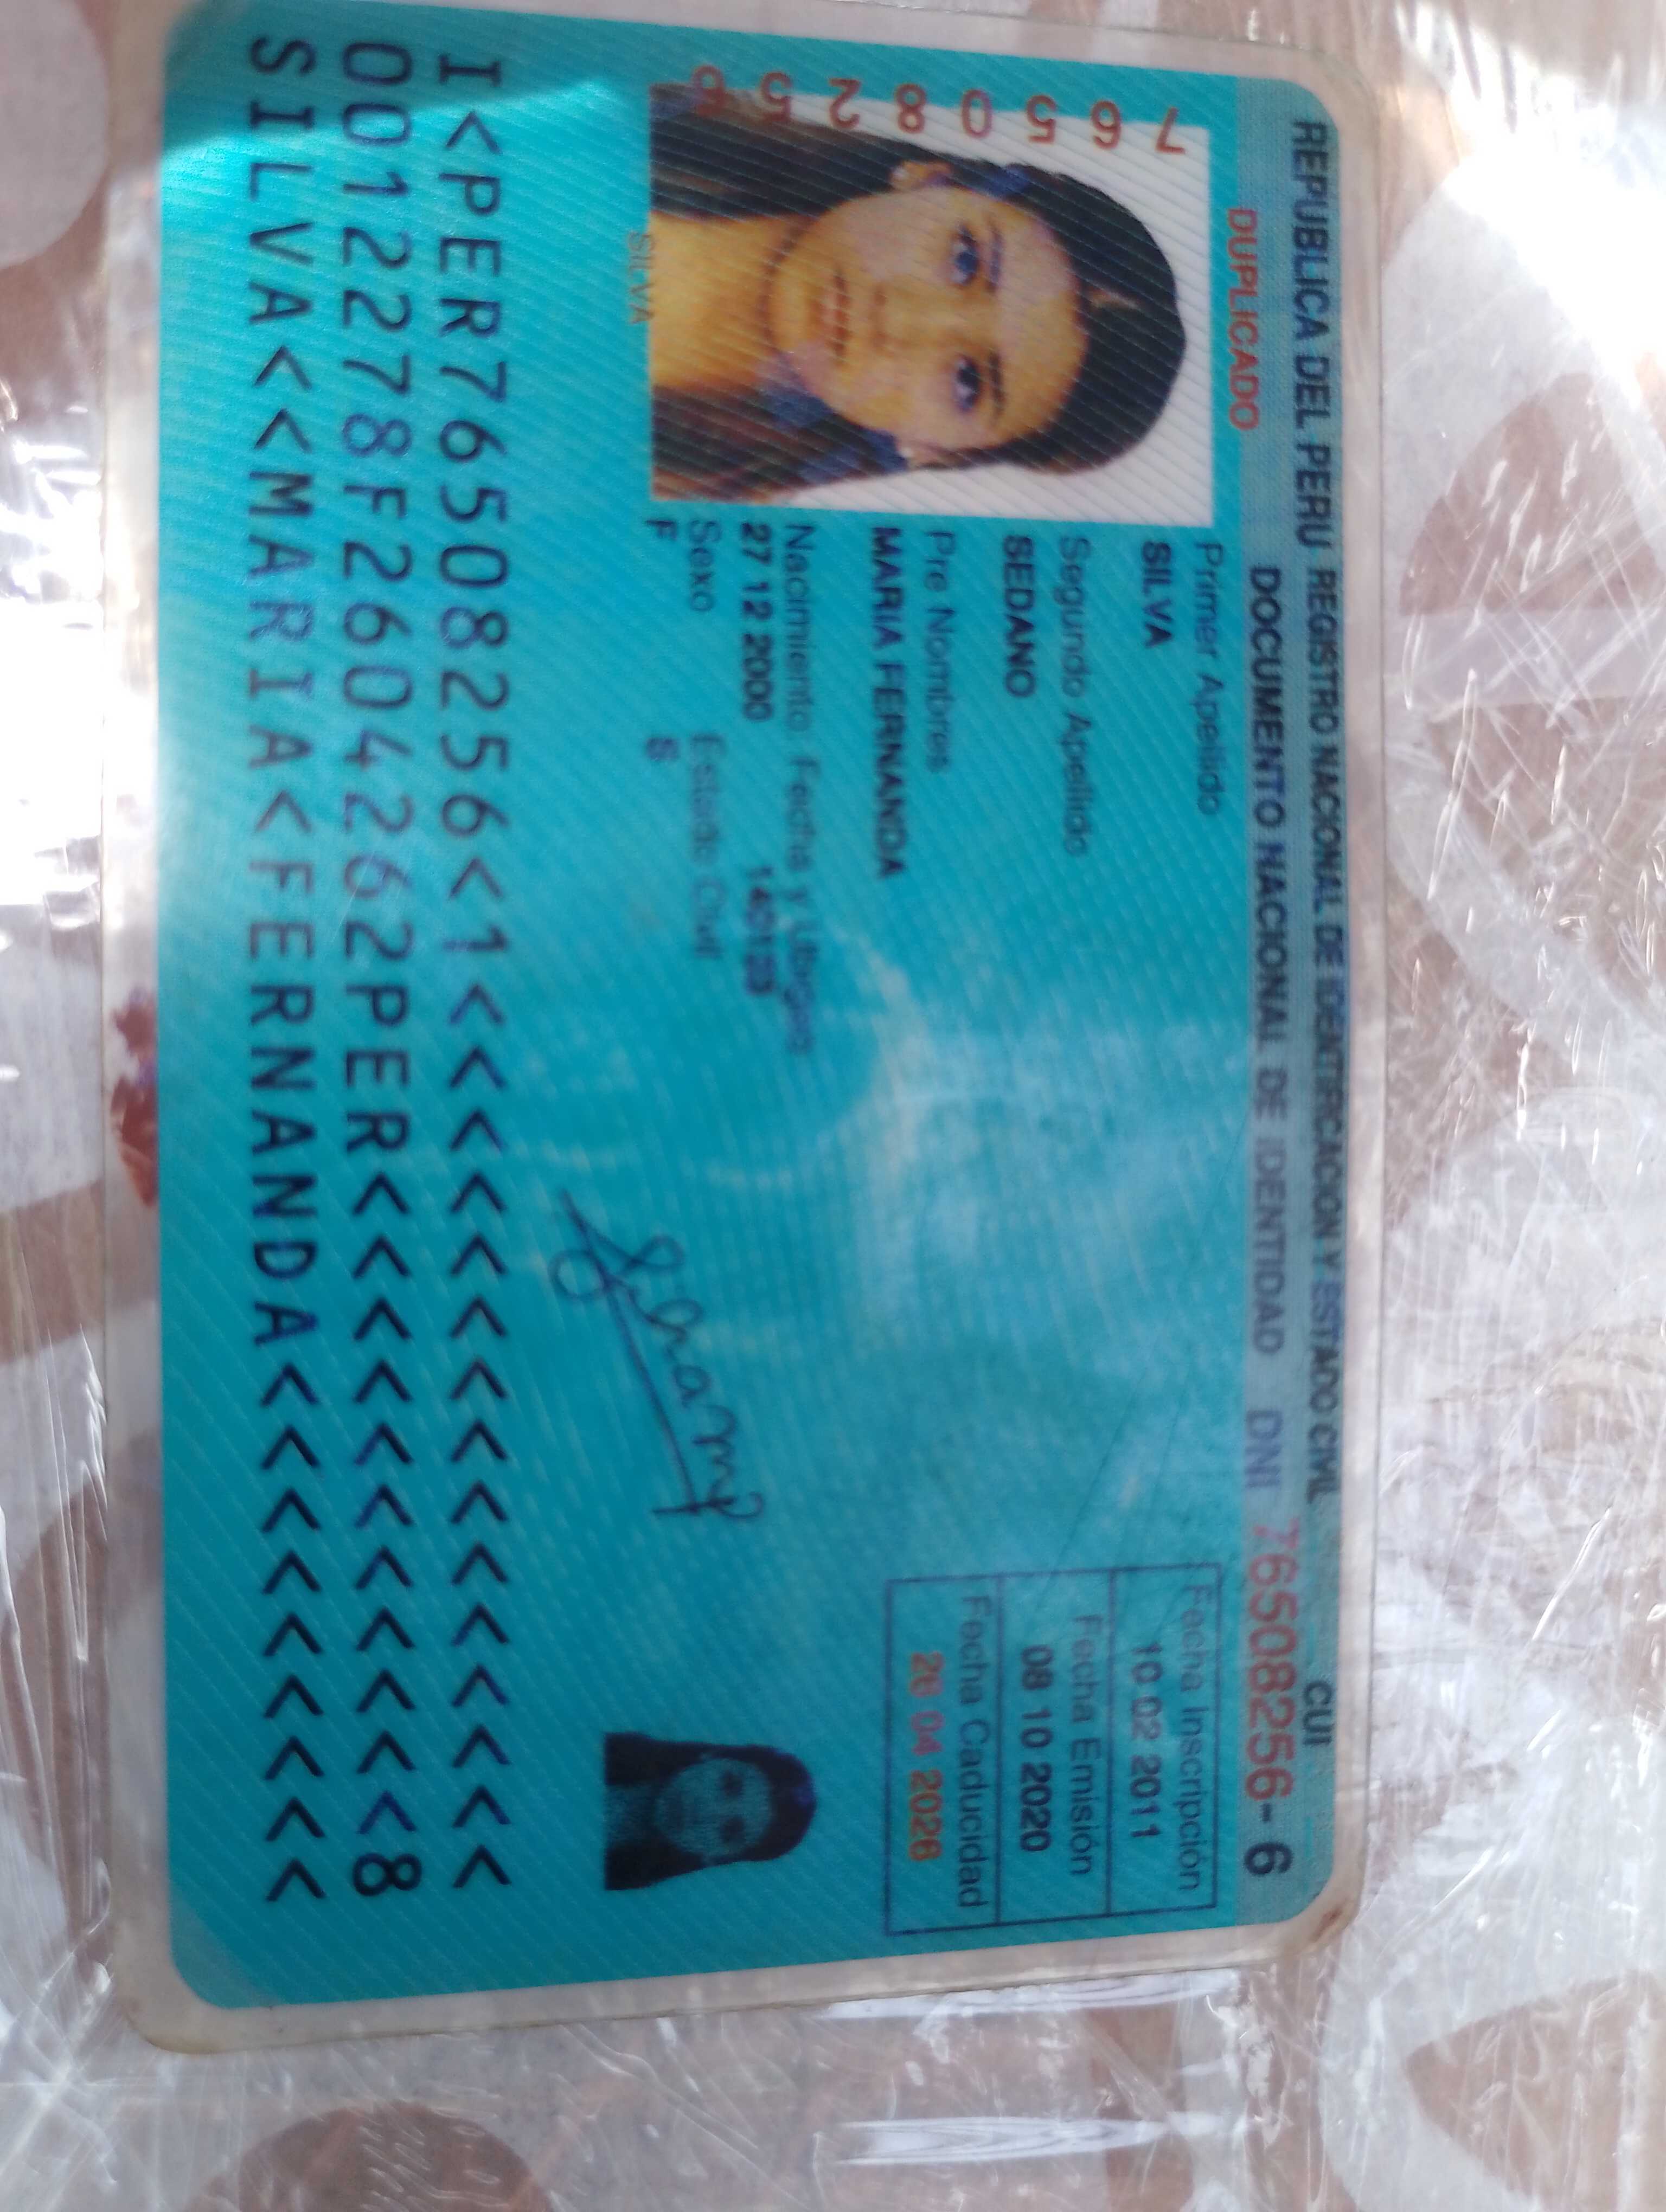 REPUBLICA DEL PERU REGISTRO NACIONAL DE IDENTIFICACION Y ESTADO CIVIL
CUI
DUPLICADO
DOCUMENTO NACIONAL DE IDENTIDAD DNI 76508256-6
76508256
SILVA
Primer Apellido
SILVA
Segundo Apellido
SEDANO
Pre Nombres
MARIA FERNANDA
Nacimiento: Fecha y Ubigeo
27 12 2000 140123
Sexo Estado Civil
F S
Fecha Inscripción
10 02 2011
Fecha Emisión
08 10 2020
Fecha Caducidad
26 04 2026
I<PER76508256<1<<<<<<<<<<<<<<<
0012278F2604262PER<<<<<<<<<<<8
SILVA<<MARIA<FERNANDA<<<<<<<<<